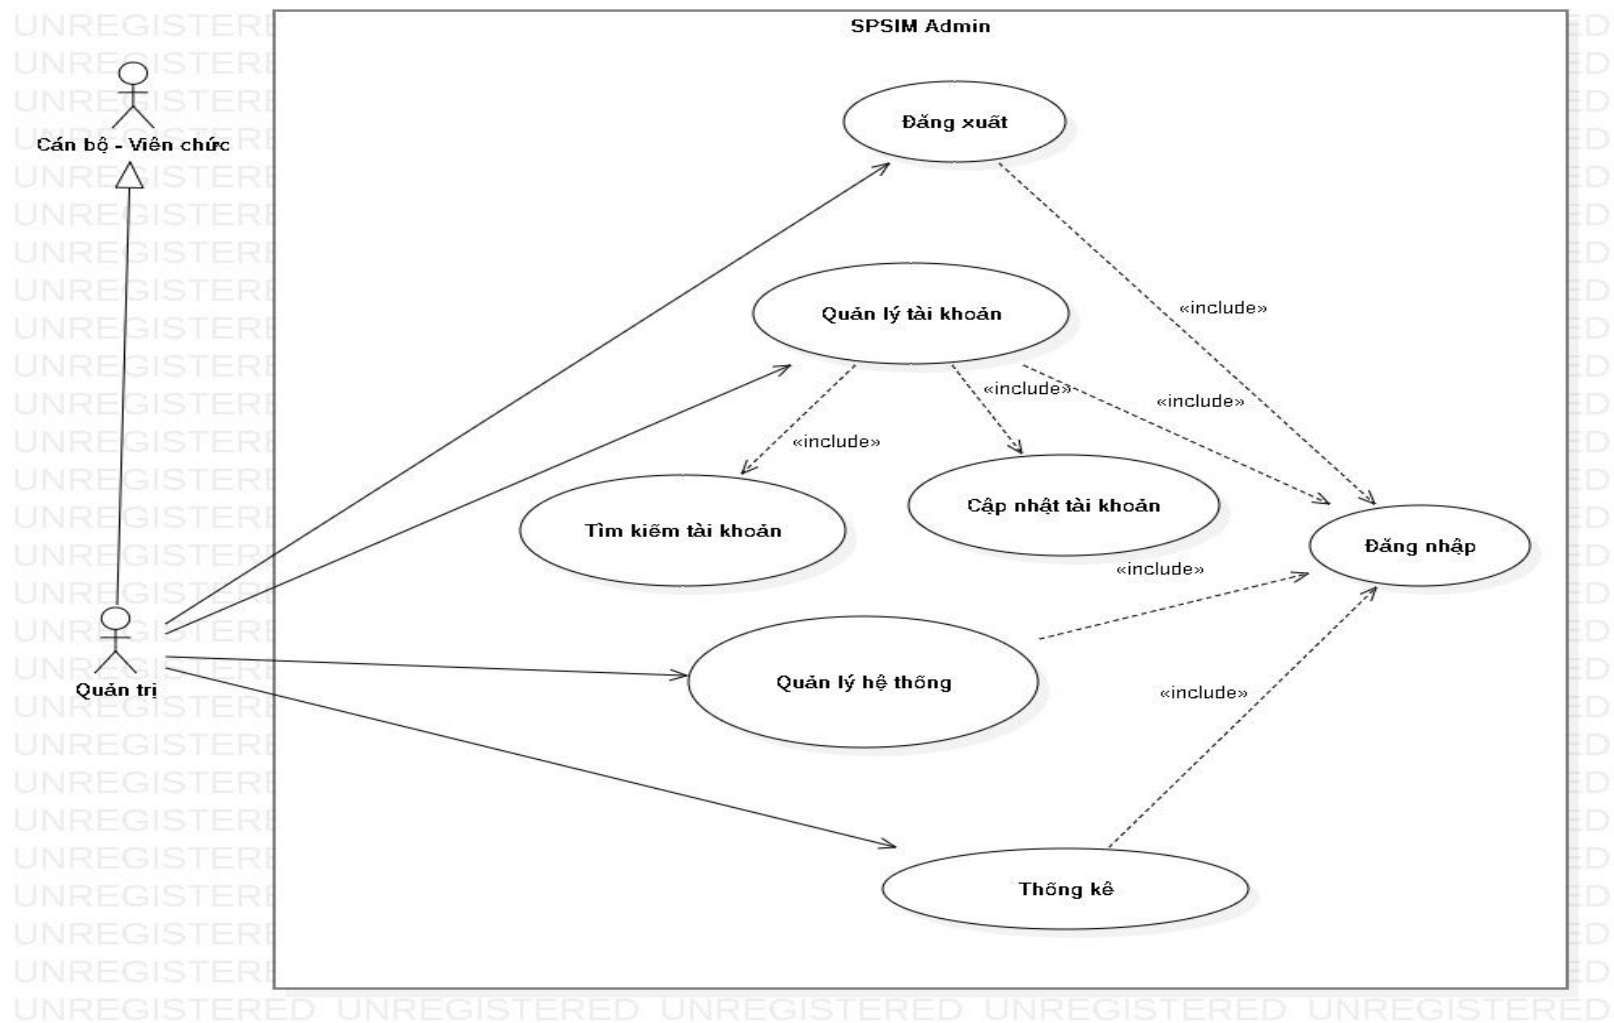 SPSIM Admin
Cán bộ - Viên chức
Đăng xuất
«include»
Quản lý tài khoản
«include»
«include»
«include»
Tìm kiếm tài khoản
Cập nhật tài khoản
Đăng nhập
«include»
Quản lý hệ thống
Quản trị
«include»
Thống kê
UNREGISTERED UNREGISTERED UNREGISTERED UNREGISTERED UNREGISTERED